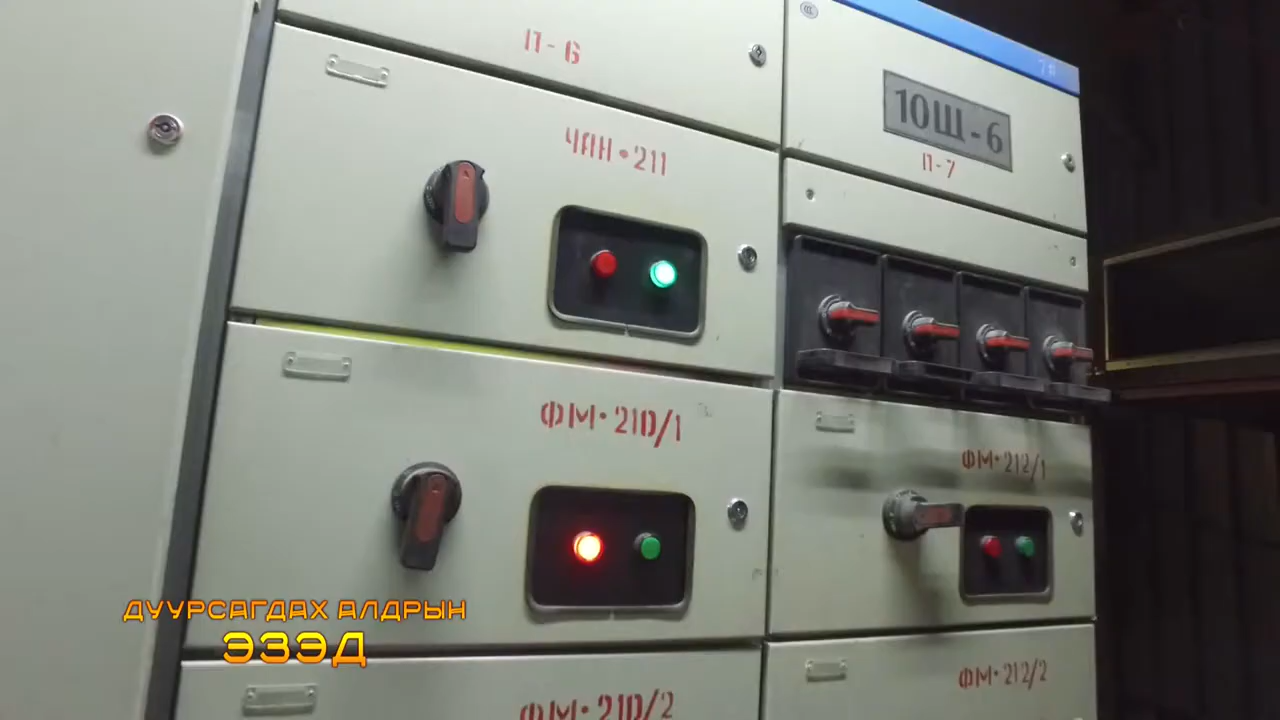 П-6
ЧАН·211
ФМ·210/1
ФМ·210/2
7#
10Щ-6
П-7
ФМ·212/1
ФМ·212/2
ДУУРСАГДАХ АЛДРЫН
ЭЗЭД